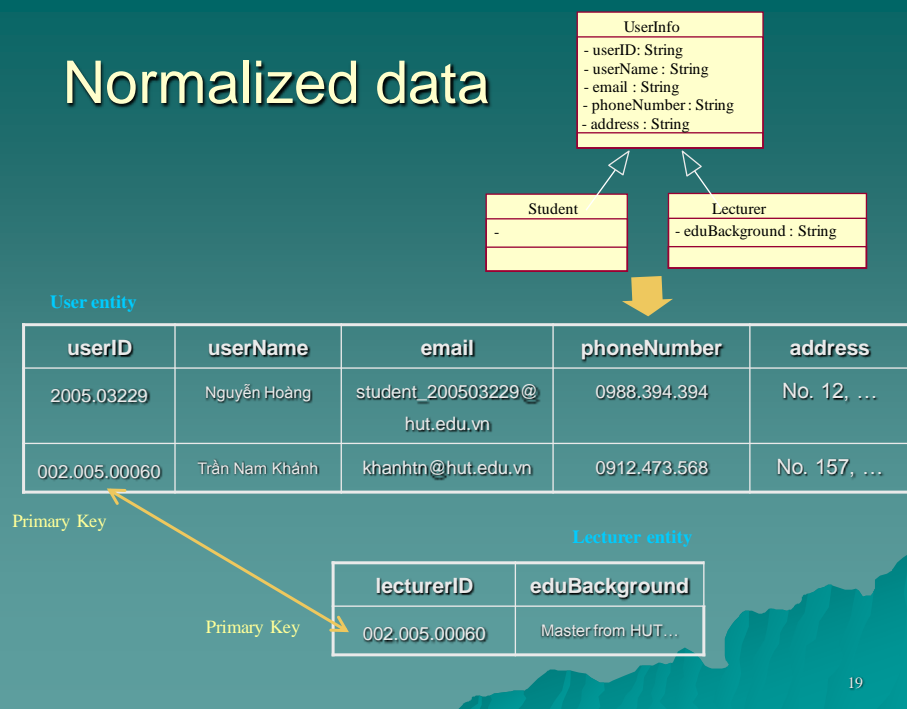 Normalized data
UserInfo
- userID: String
- userName : String
- email : String
- phoneNumber : String
- address : String
Student
-
Lecturer
- eduBackground : String
User entity
userID userName email phoneNumber address
2005.03229 Nguyễn Hoàng student_200503229@ 0988.394.394 No. 12, …
hut.edu.vn
002.005.00060 Trần Nam Khánh khanhtn@hut.edu.vn 0912.473.568 No. 157, …
Primary Key
Lecturer entity
lecturerID eduBackground
Primary Key
002.005.00060 Master from HUT…
19